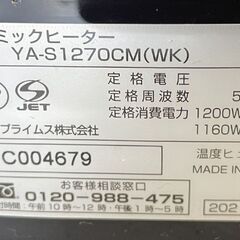 ミックヒーター
YA-S1270CM(WK)
定格電圧
定格周波数 5
定格消費電力 1200W
1160W
S
JET
プライムス株式会社
C004679
温度ヒュ
お客様相談窓口
0120-988-475
時間:午前10時~12時・午後1時~
202